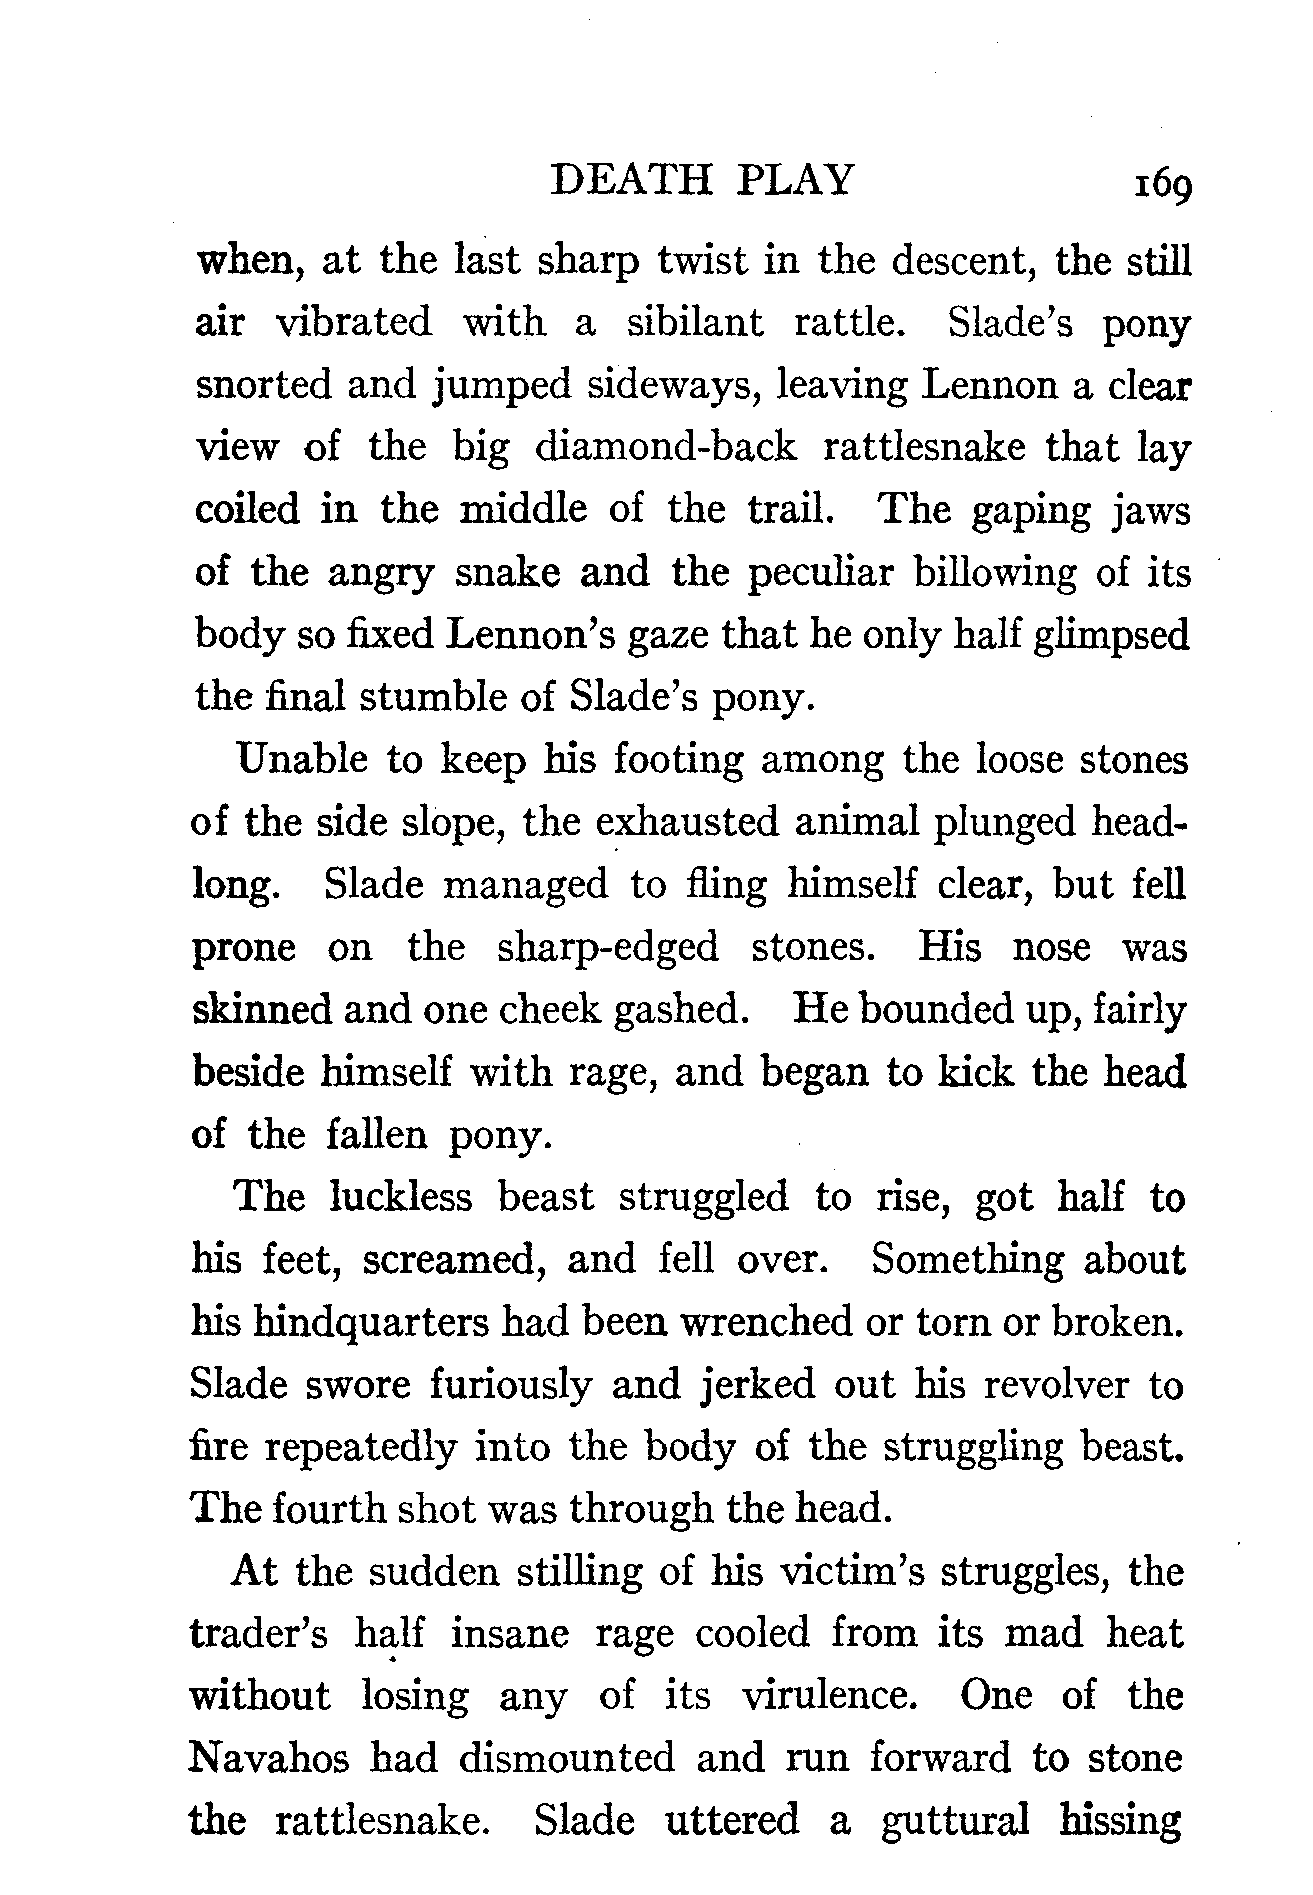 DEATH PLAY 169
when, at the last sharp twist in the descent, the still
air vibrated with a sibilant rattle. Slade's pony
snorted and jumped sideways, leaving Lennon a clear
view of the big diamond-back rattlesnake that lay
coiled in the middle of the trail. The gaping jaws
of the angry snake and the peculiar billowing of its
body so fixed Lennon's gaze that he only half glimpsed
the final stumble of Slade's pony.
Unable to keep his footing among the loose stones
of the side slope, the exhausted animal plunged head-
long. Slade managed to fling himself clear, but fell
prone on the sharp-edged stones. His nose was
skinned and one cheek gashed. He bounded up, fairly
beside himself with rage, and began to kick the head
of the fallen pony.
The luckless beast struggled to rise, got half to
his feet, screamed, and fell over. Something about
his hindquarters had been wrenched or torn or broken.
Slade swore furiously and jerked out his revolver to
fire repeatedly into the body of the struggling beast.
The fourth shot was through the head.
At the sudden stilling of his victim's struggles, the
trader's half insane rage cooled from its mad heat
without losing any of its virulence. One of the
Navahos had dismounted and run forward to stone
the rattlesnake. Slade uttered a guttural hissing